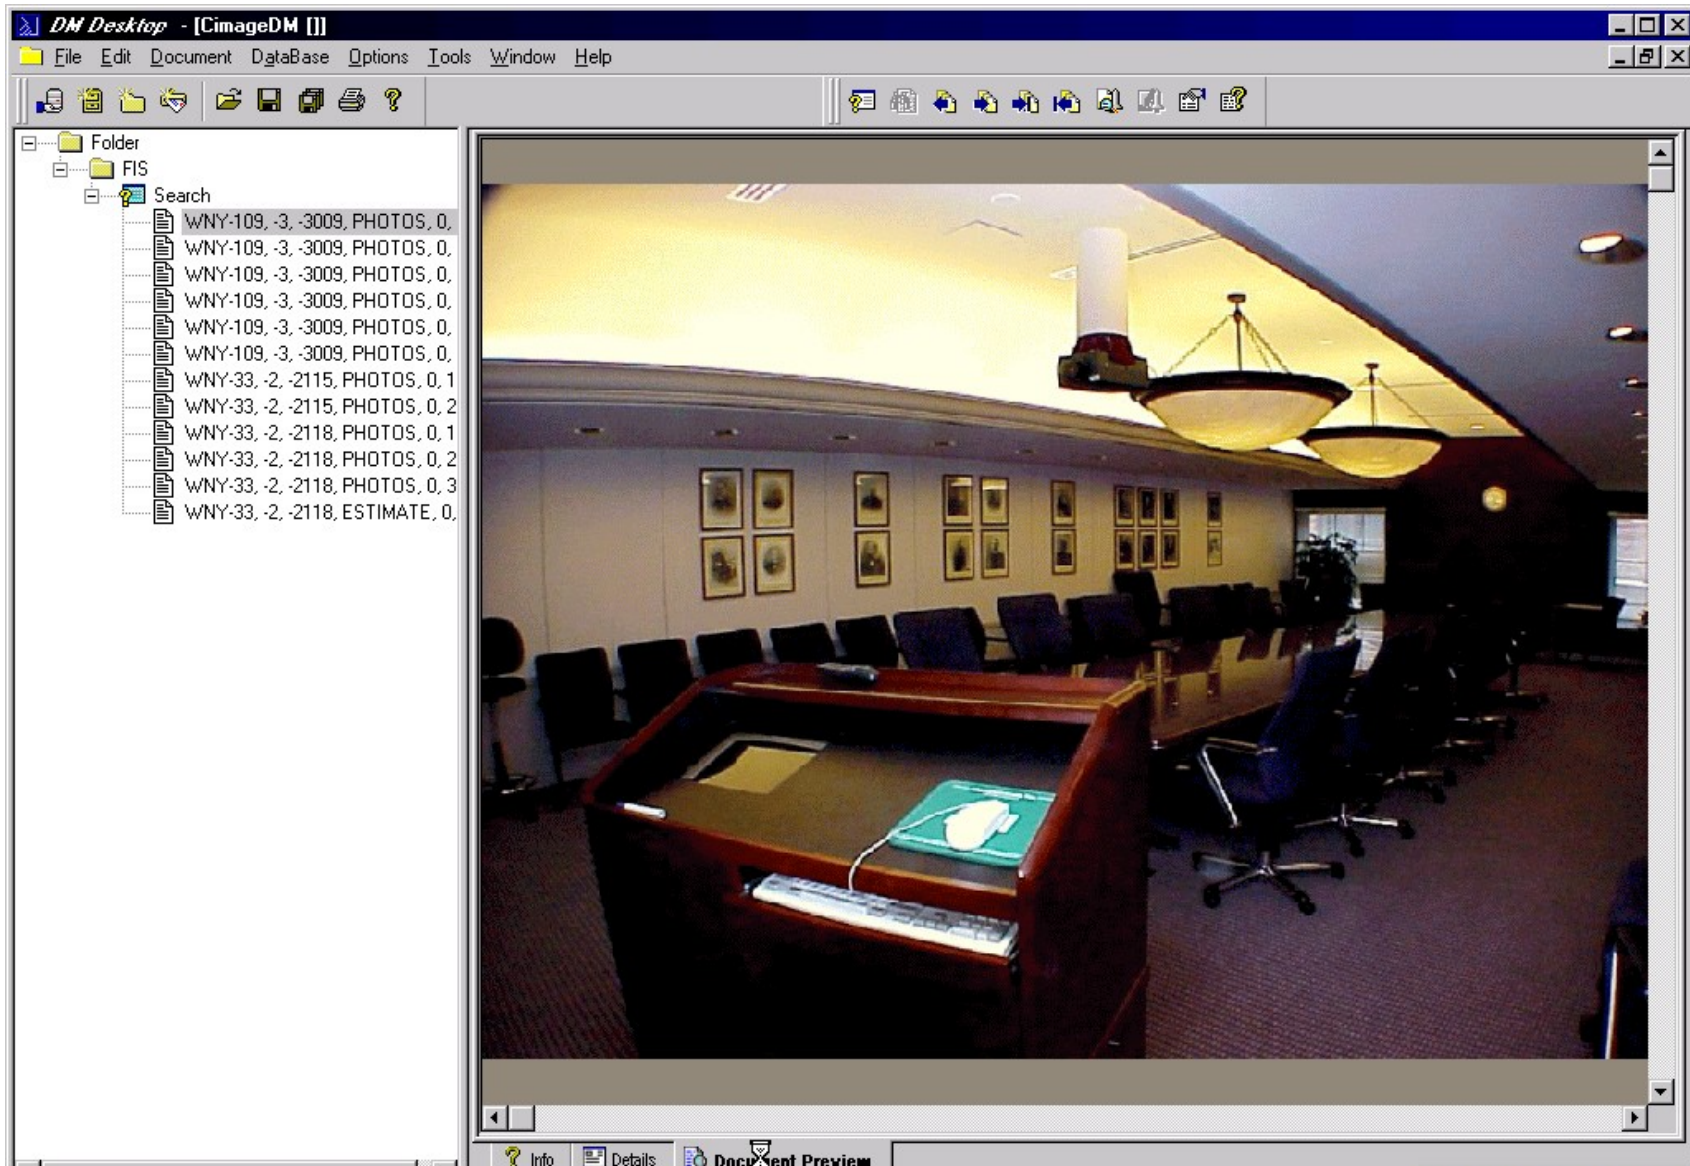 DM Desktop - [CimageDM []]
File Edit Document DataBase Options Tools Window Help
Folder
FIS
Search
WNY-109, -3, -3009, PHOTOS, 0,
WNY-109, -3, -3009, PHOTOS, 0,
WNY-109, -3, -3009, PHOTOS, 0,
WNY-109, -3, -3009, PHOTOS, 0,
WNY-109, -3, -3009, PHOTOS, 0,
WNY-109, -3, -3009, PHOTOS, 0,
WNY-33, -2, -2115, PHOTOS, 0, 1
WNY-33, -2, -2115, PHOTOS, 0, 2
WNY-33, -2, -2118, PHOTOS, 0, 1
WNY-33, -2, -2118, PHOTOS, 0, 2
WNY-33, -2, -2118, PHOTOS, 0, 3
WNY-33, -2, -2118, ESTIMATE, 0,
Info Details Document Preview